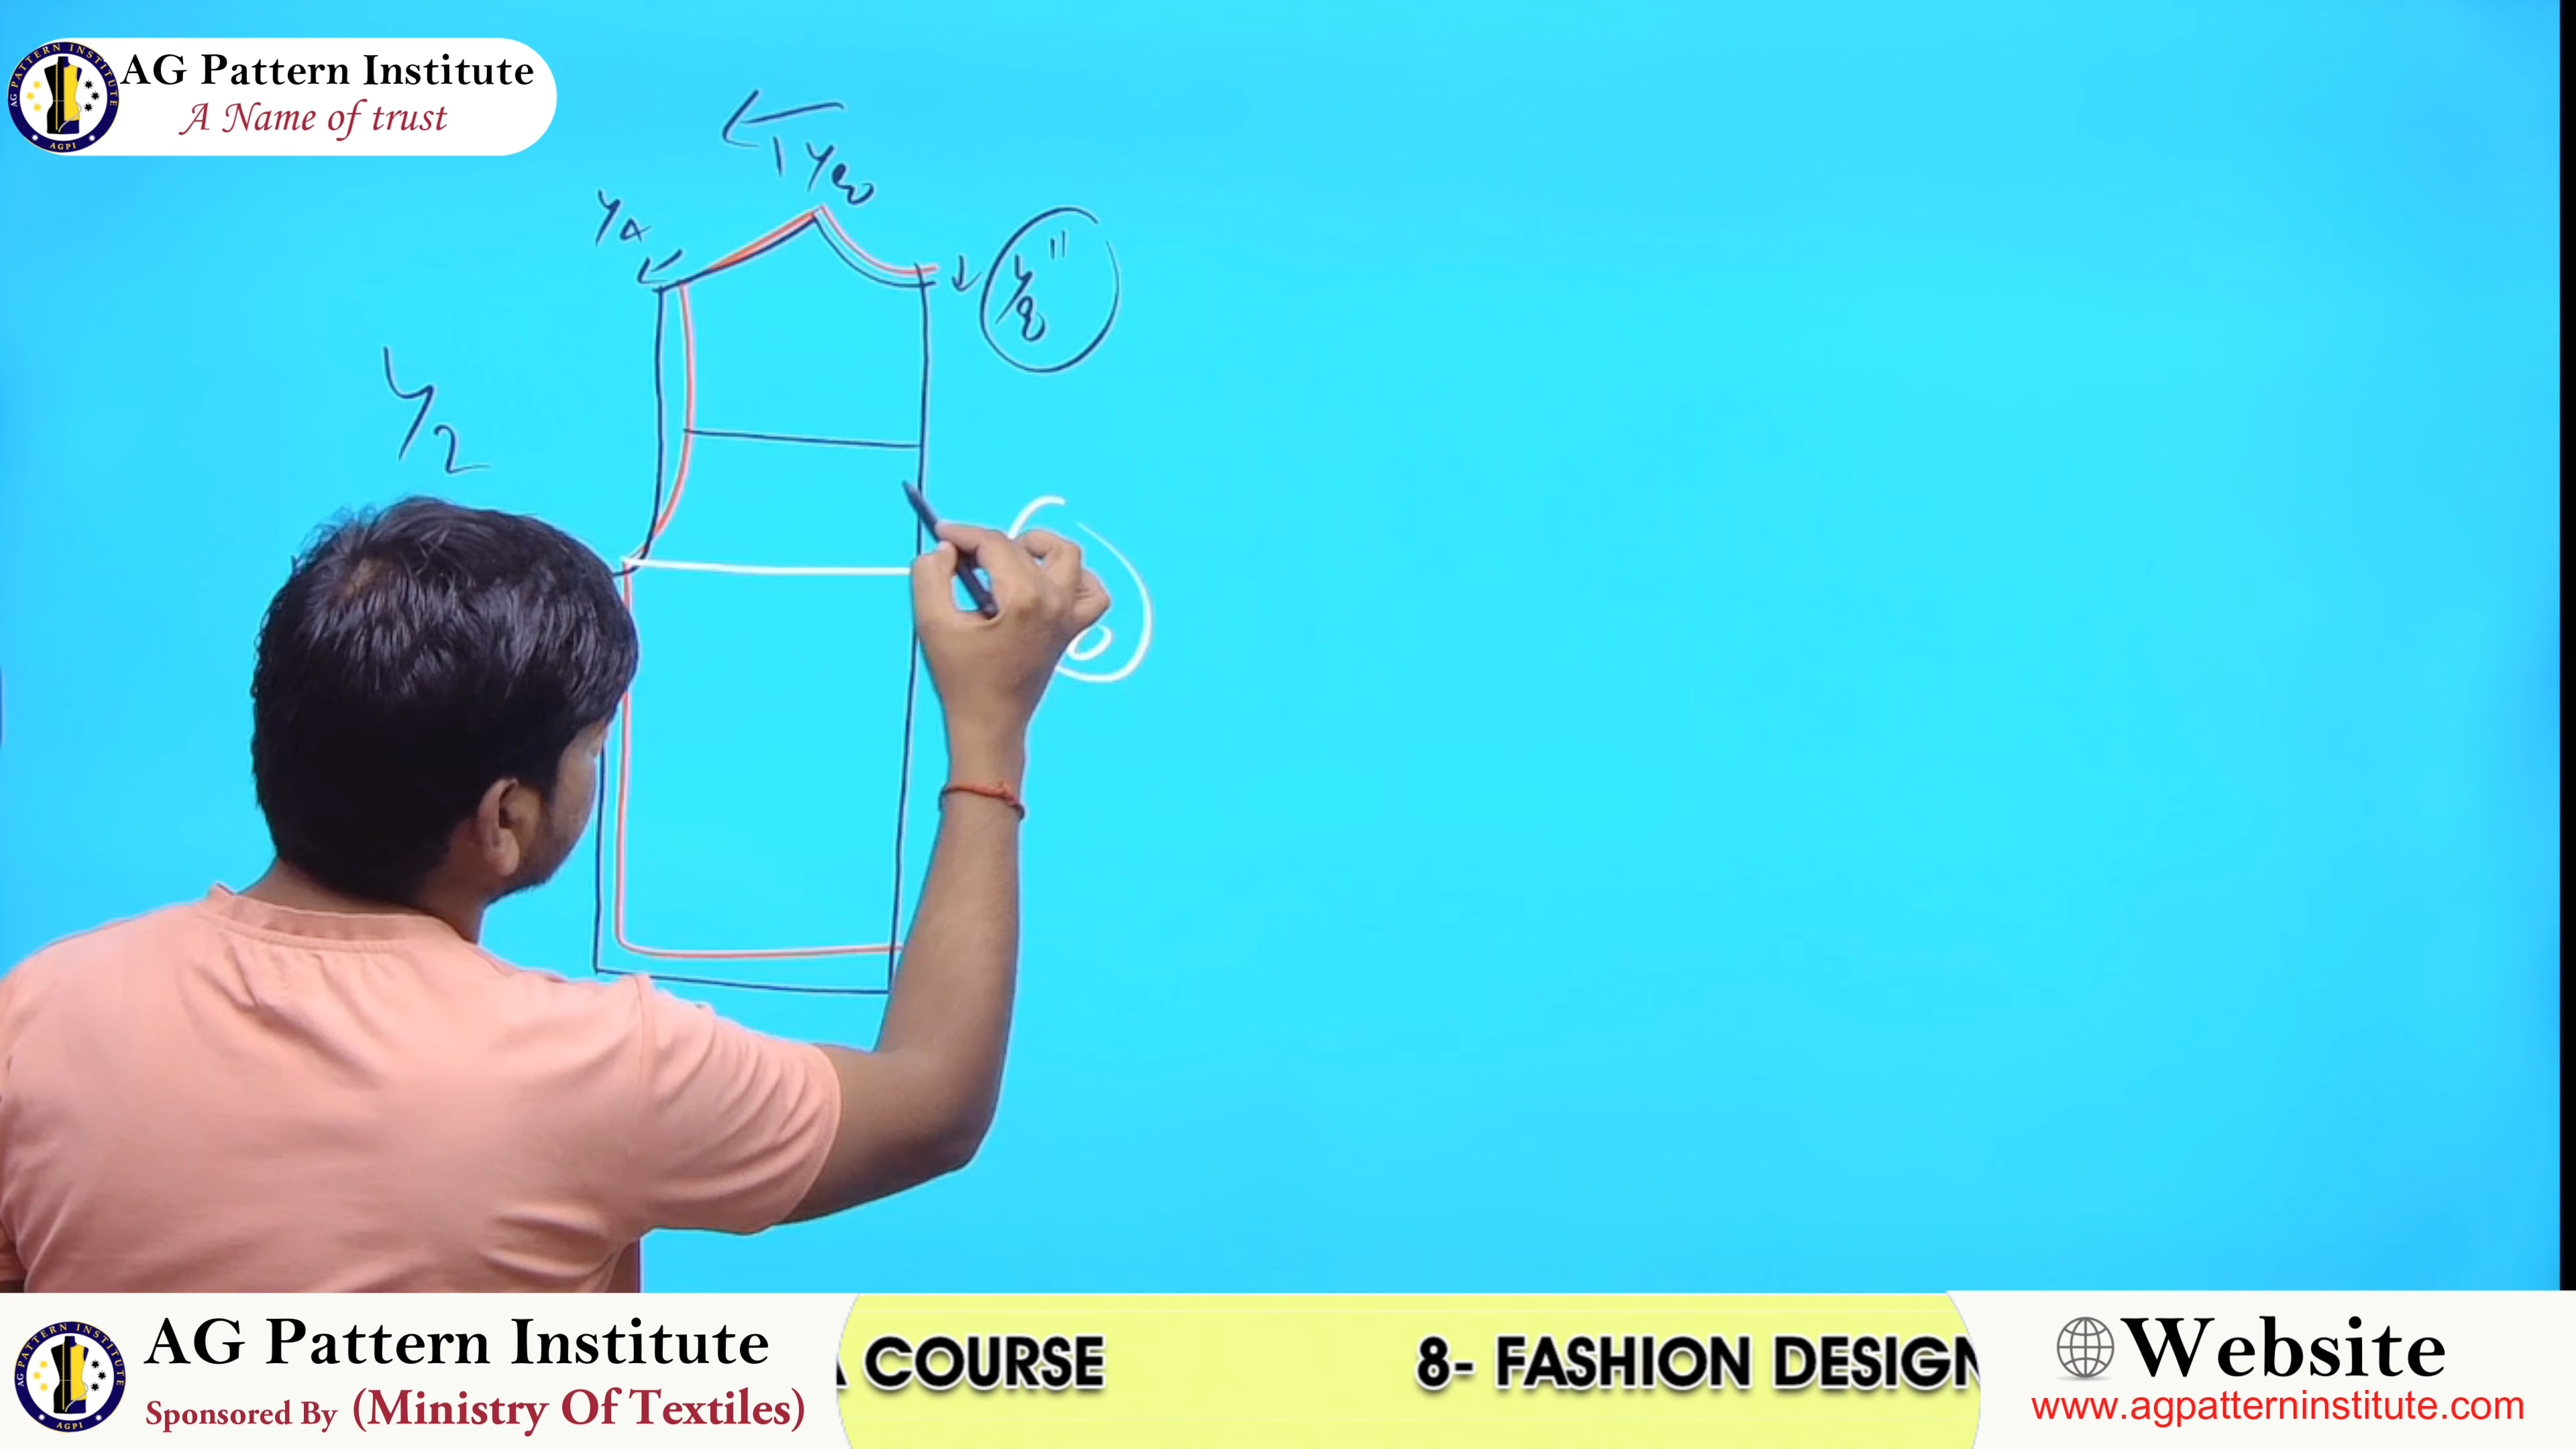 AG Pattern Institute
A Name of trust
1/8
1/4
1/8"
1/2
AG Pattern Institute
Sponsored By (Ministry Of Textiles)
COURSE 8- FASHION DESIGN
Website
www.agpatterninstitute.com